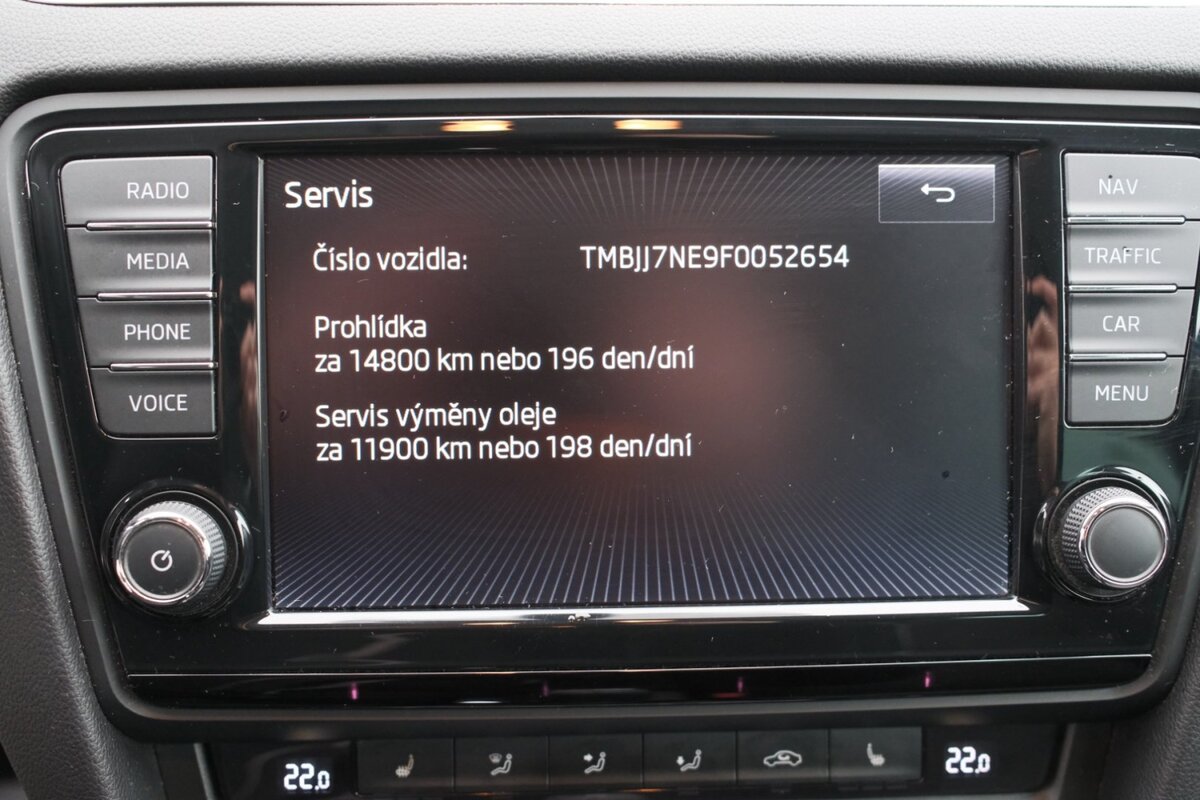 Servis
Číslo vozidla: TMBJJ7NE9F0052654
Prohlídka
za 14800 km nebo 196 den/dní
Servis výměny oleje
za 11900 km nebo 198 den/dní
RADIO
MEDIA
PHONE
VOICE
NAV
TRAFFIC
CAR
MENU
22.0
22.0